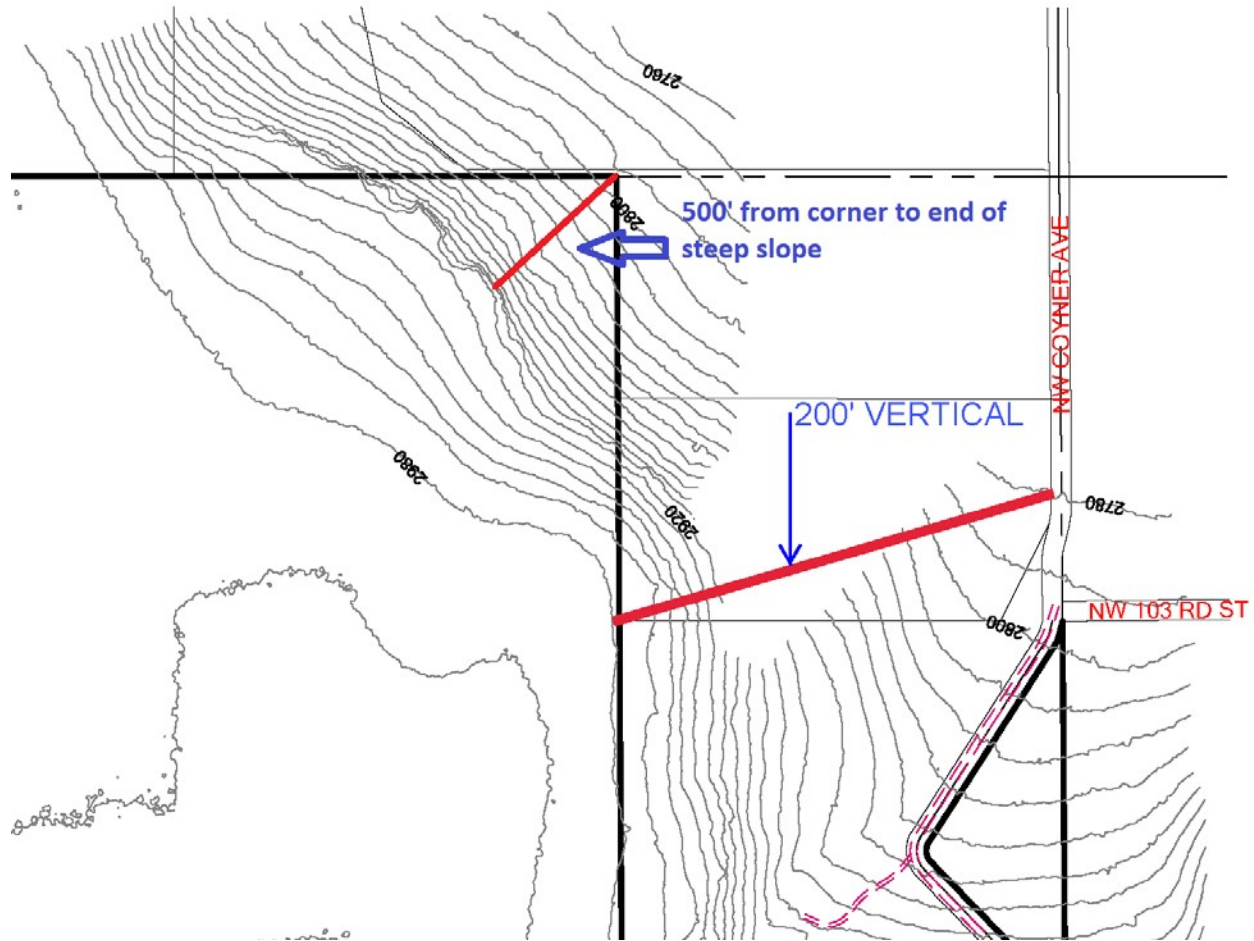 2760
2800
500' from corner to end of
steep slope
NW COYNER AVE
200' VERTICAL
2980
2920
2780
NW 103 RD ST
2800